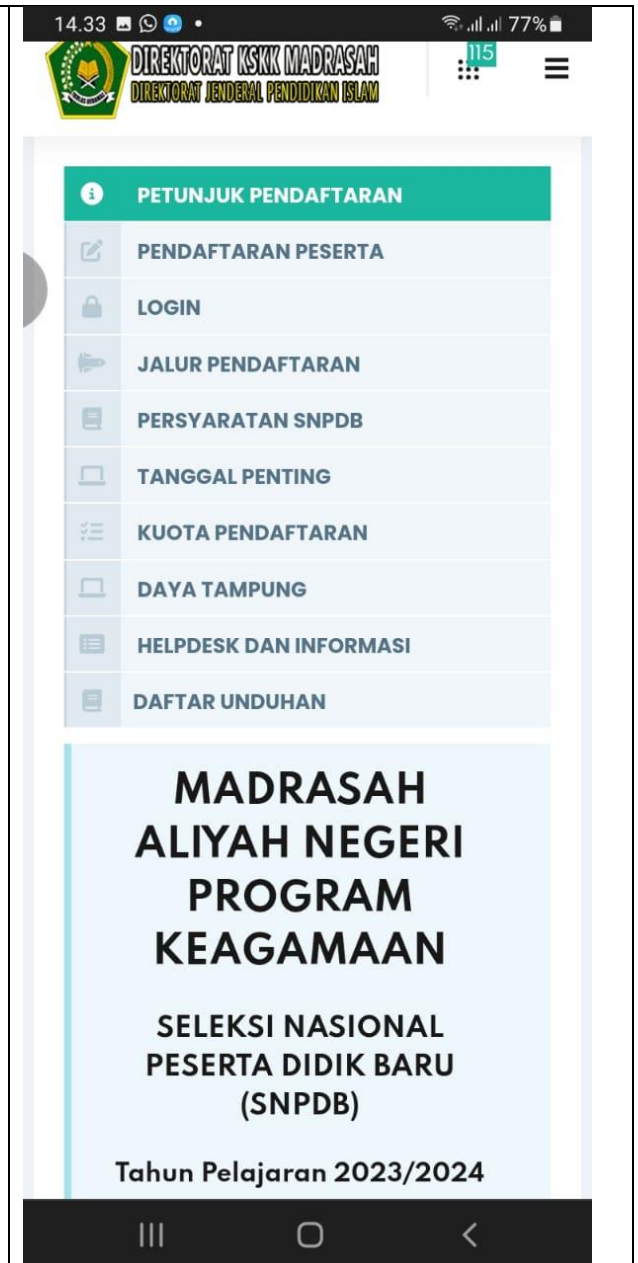 14.33
77%
DIREKTORAT KSKK MADRASAH
DIREKTORAT JENDERAL PENDIDIKAN ISLAM
115
PETUNJUK PENDAFTARAN
PENDAFTARAN PESERTA
LOGIN
JALUR PENDAFTARAN
PERSYARATAN SNPDB
TANGGAL PENTING
KUOTA PENDAFTARAN
DAYA TAMPUNG
HELPDESK DAN INFORMASI
DAFTAR UNDUHAN
MADRASAH
ALIYAH NEGERI
PROGRAM
KEAGAMAAN
SELEKSI NASIONAL
PESERTA DIDIK BARU
(SNPDB)
Tahun Pelajaran 2023/2024